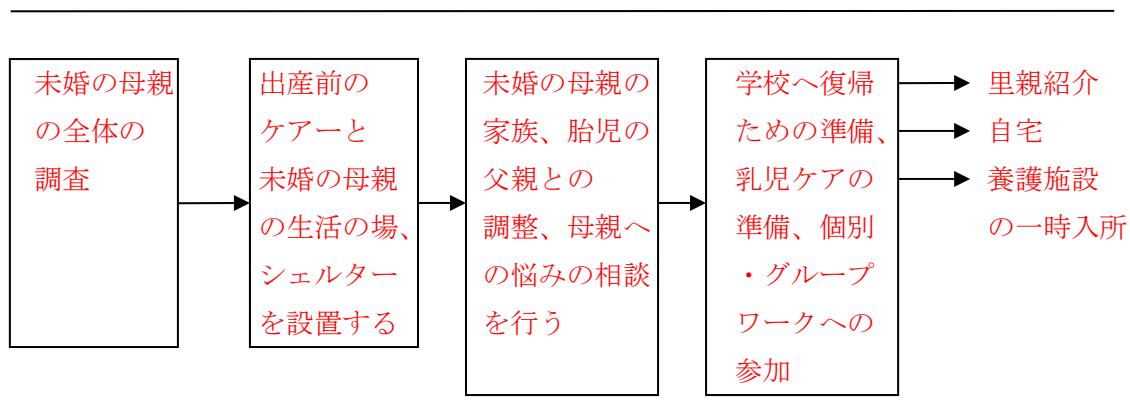 未婚の母親
の全体の
調査
出産前の
ケアーと
未婚の母親
の生活の場、
シェルター
を設置する
未婚の母親の
家族、胎児の
父親との
調整、母親へ
の悩みの相談
を行う
学校へ復帰
ための準備、
乳児ケアの
準備、個別
・グループ
ワークへの
参加
里親紹介
自宅
養護施設
の一時入所